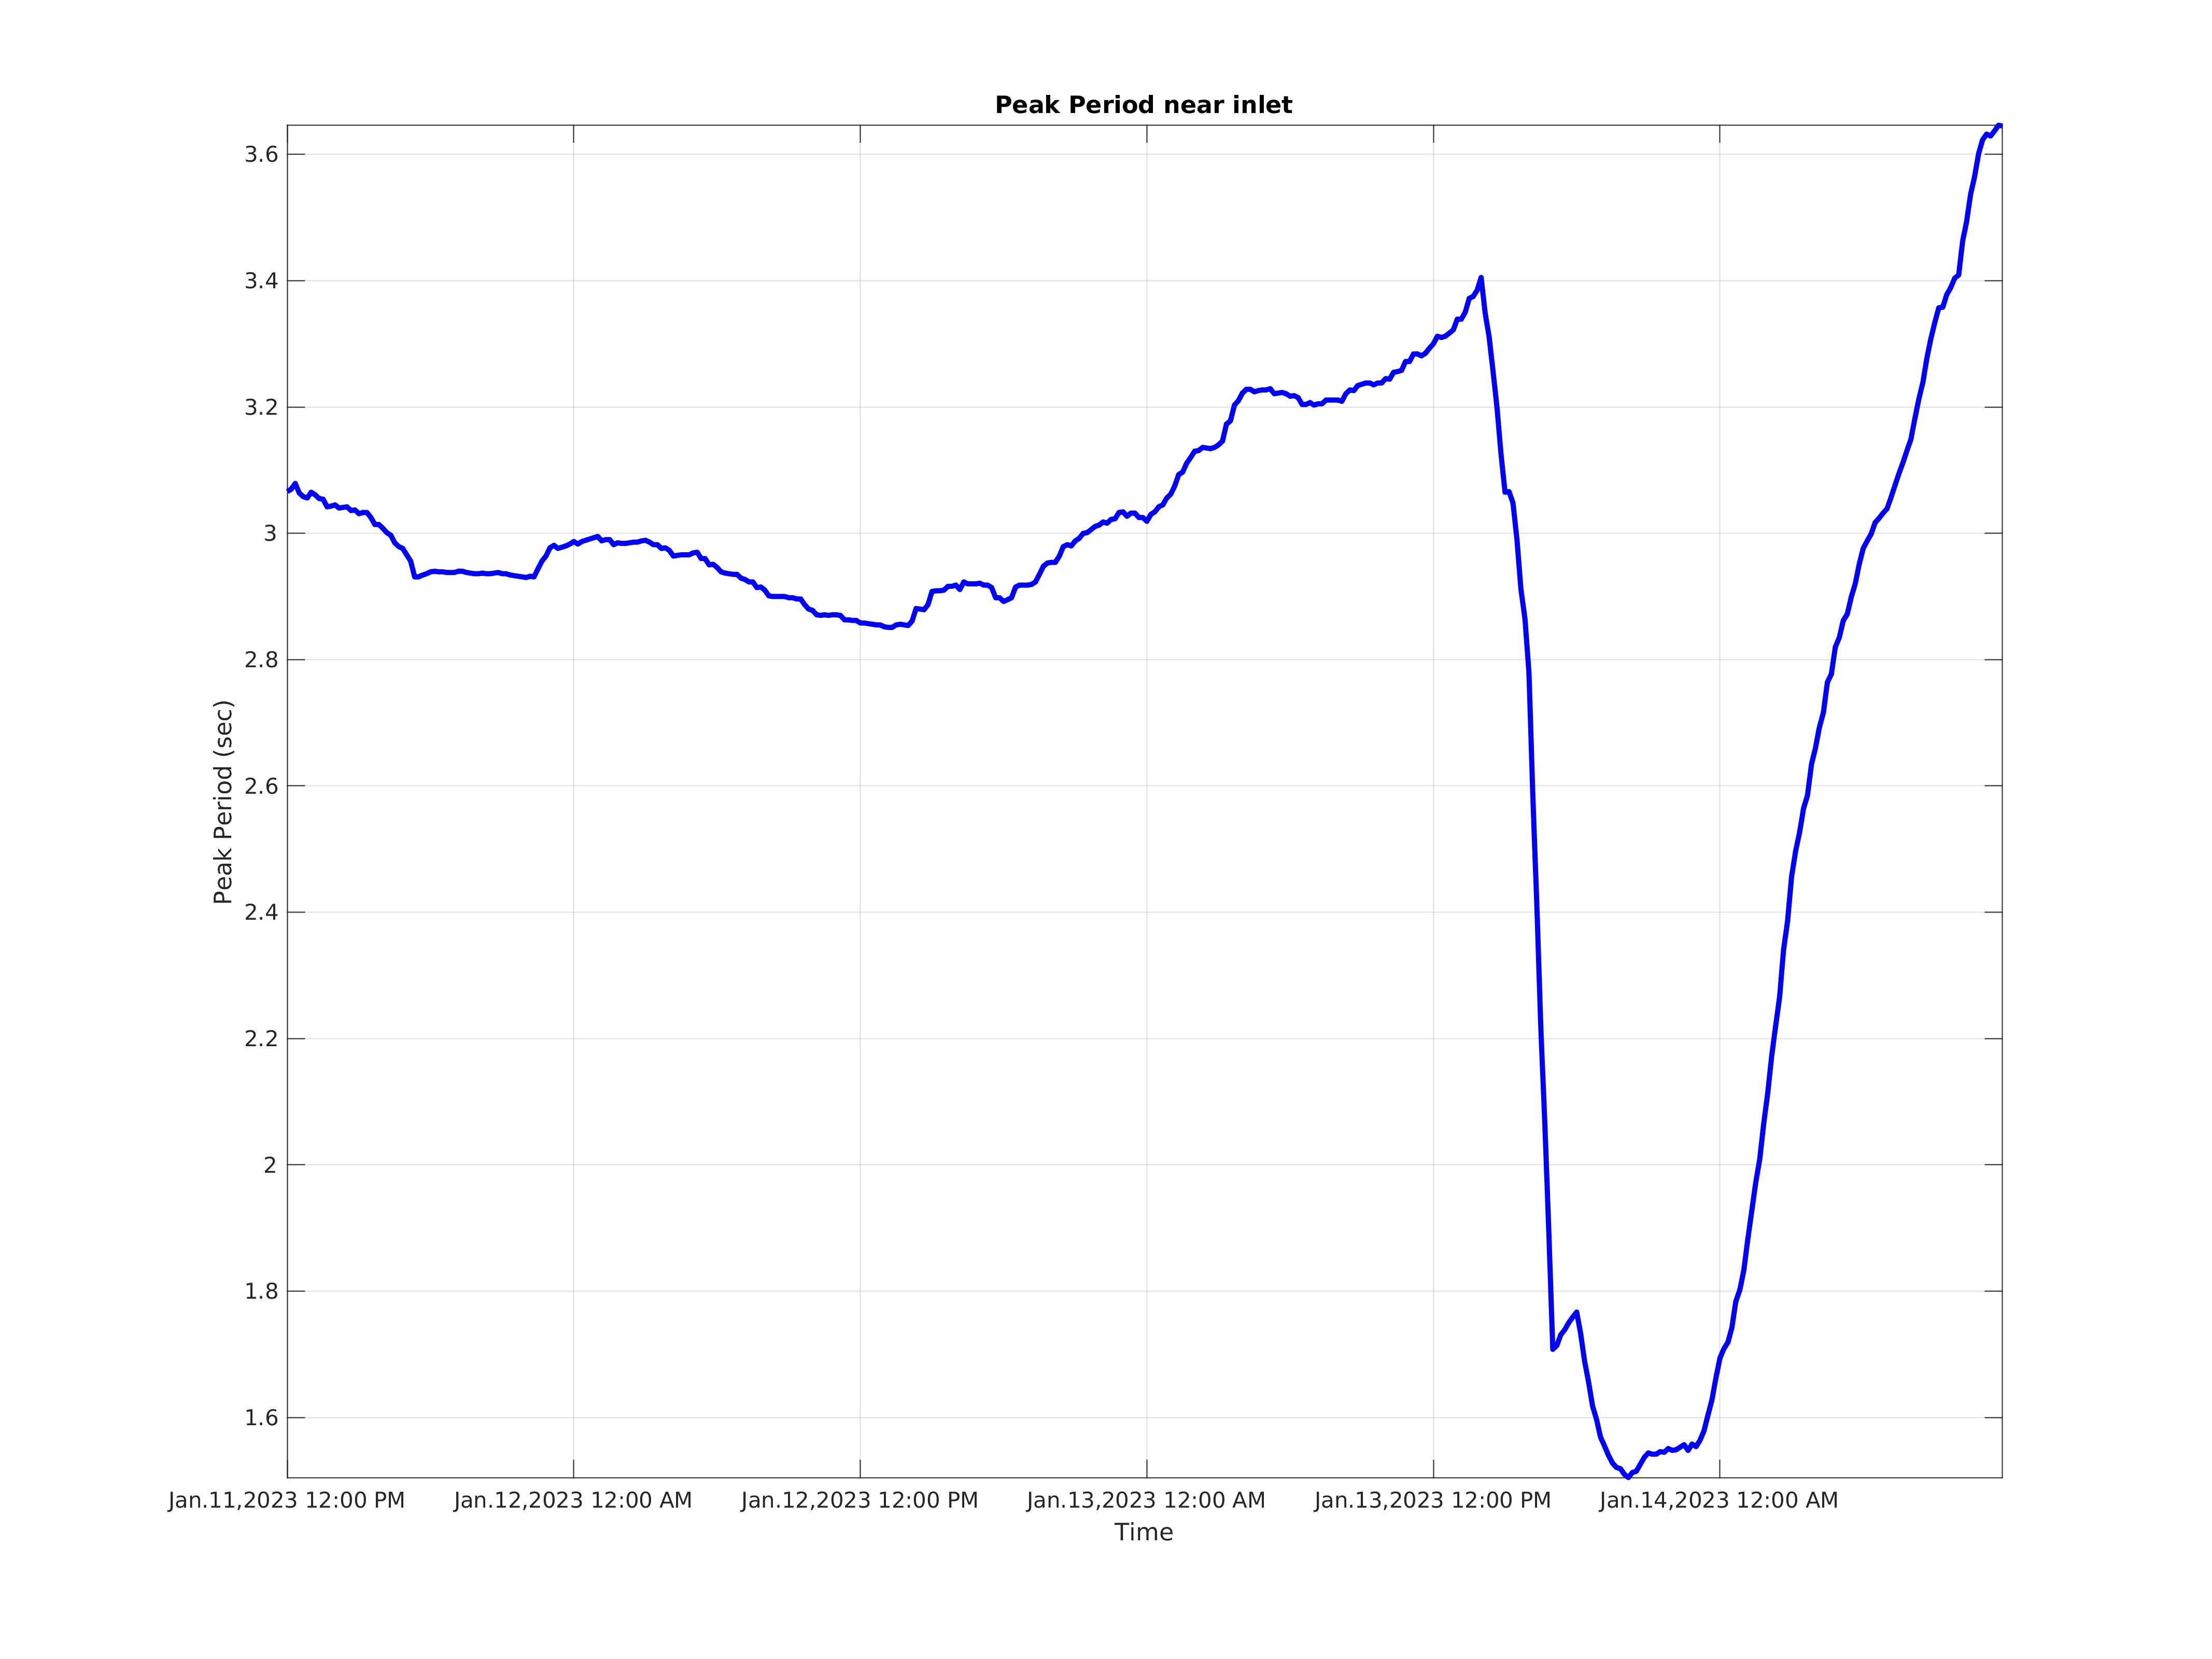 Peak Period near inlet
3.6
3.4
3.2
3
2.8
2.6
2.4
2.2
2
1.8
1.6
Peak Period (sec)
Jan.11,2023 12:00 PM
Jan.12,2023 12:00 AM
Jan.12,2023 12:00 PM
Jan.13,2023 12:00 AM
Jan.13,2023 12:00 PM
Jan.14,2023 12:00 AM
Time